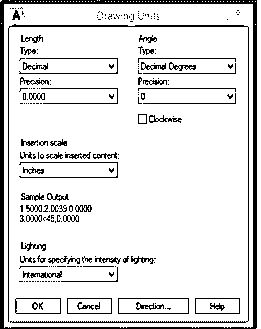 A Drawing Units
Length
Angle
Type:
Type:
Decimal
Decimal Degrees
Precision:
Precision:
0.0000
0
Clockwise
Insertion scale
Units to scale inserted content:
Inches
Sample Output
1.5000,2.0039,0.0000
3.0000<45,0.0000
Lighting
Units for specifying the intensity of lighting:
International
OK Cancel Direction... Help